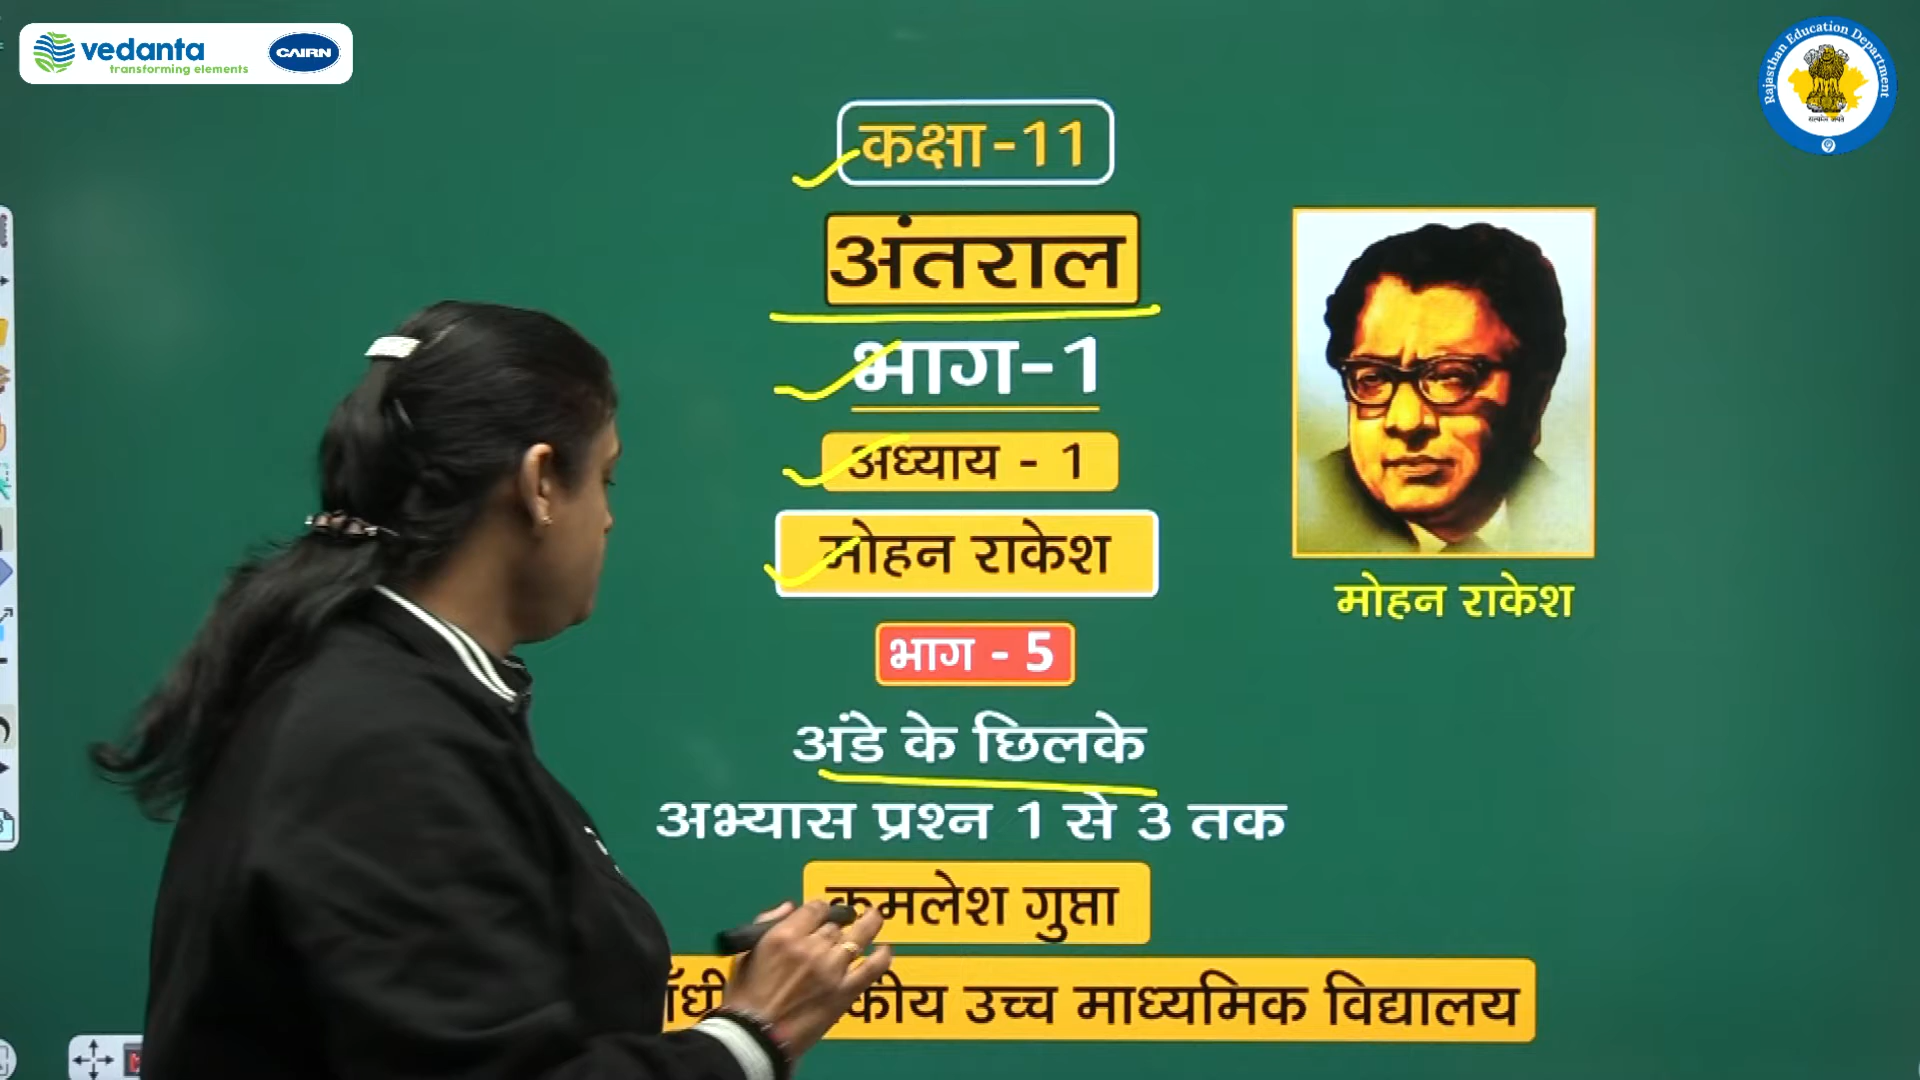 vedanta
transforming elements
CAIRN
Rajasthan Education Department
कक्षा-11
अंतराल
भाग-1
अध्याय - 1
मोहन राकेश
मोहन राकेश
भाग - 5
अंडे के छिलके
अभ्यास प्रश्न 1 से 3 तक
कमलेश गुप्ता
उच्च माध्यमिक विद्यालय